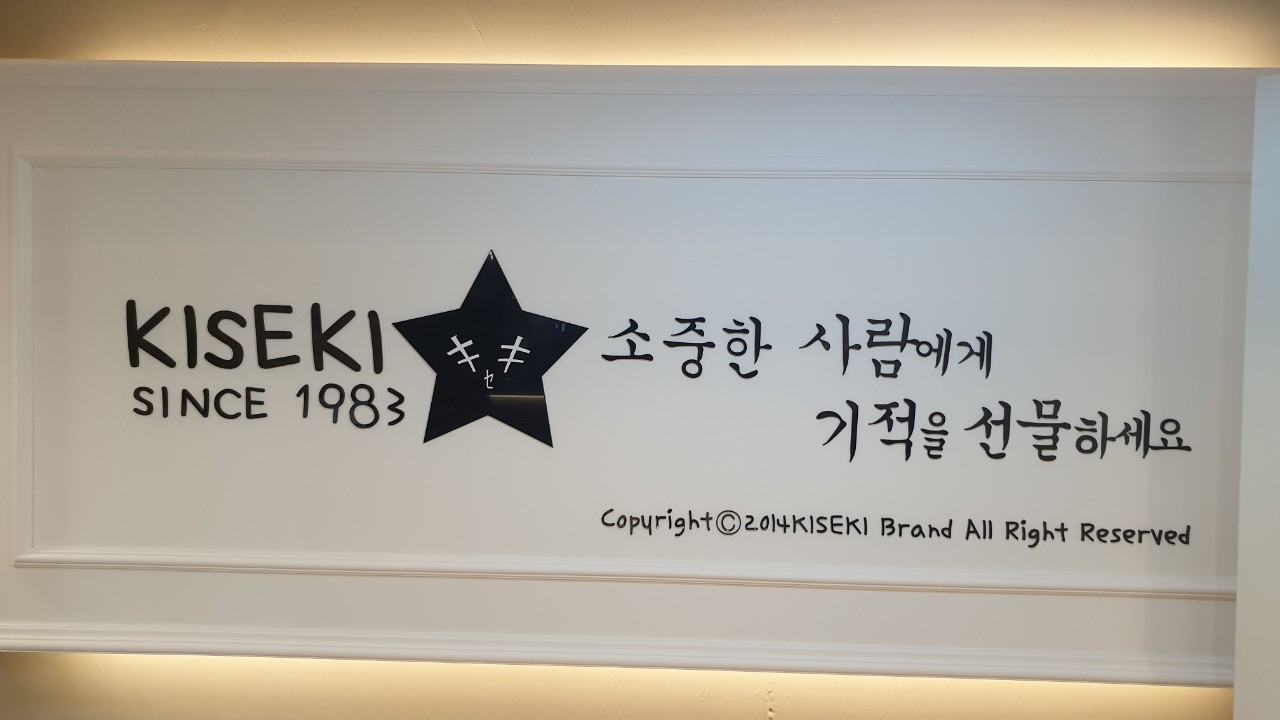 KISEKI
SINCE 1983
キ キ
セ
소중한 사람에게
기적을 선물하세요
Copyright©2014KISEKI Brand All Right Reserved